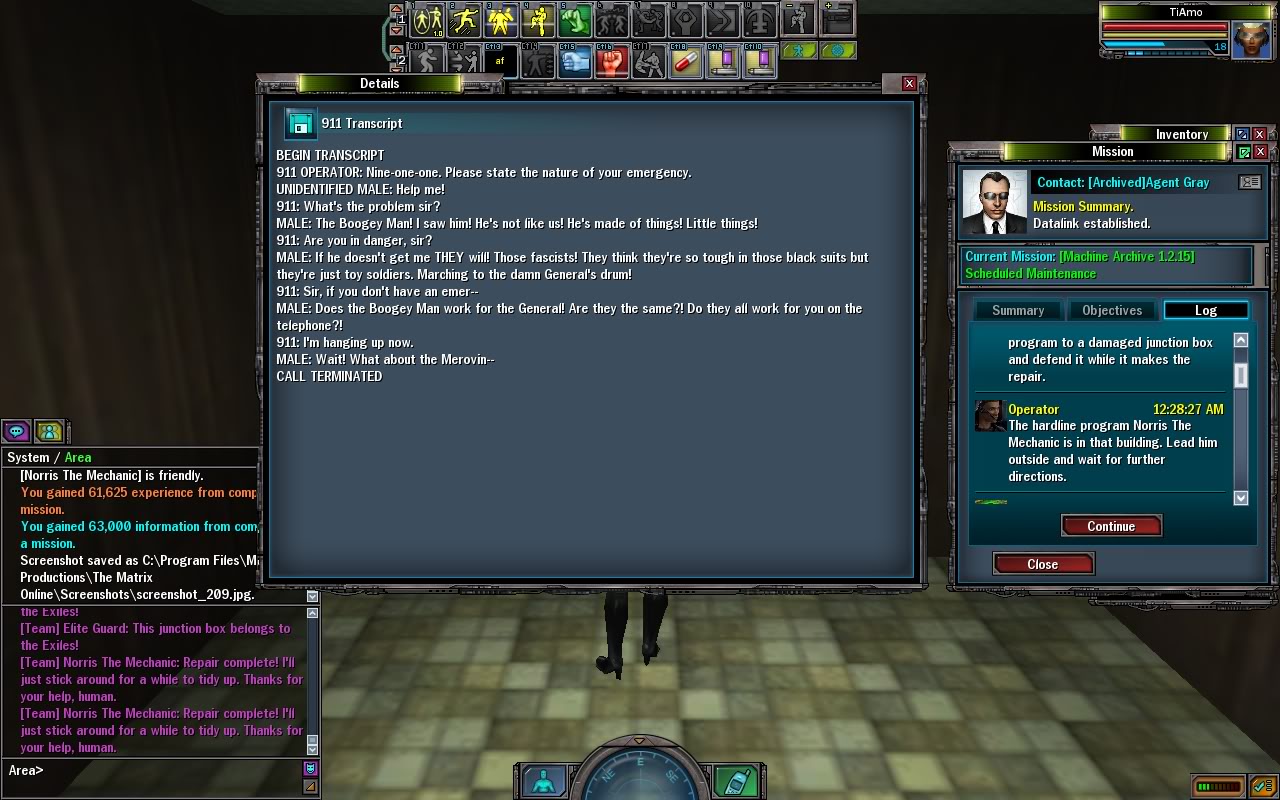 TiAmo
18
1
1.0
2
af
Details
911 Transcript
BEGIN TRANSCRIPT
911 OPERATOR: Nine-one-one. Please state the nature of your emergency.
UNIDENTIFIED MALE: Help me!
911: What's the problem sir?
MALE: The Boogey Man! I saw him! He's not like us! He's made of things! Little things!
911: Are you in danger, sir?
MALE: If he doesn't get me THEY will! Those fascists! They think they're so tough in those black suits but
they're just toy soldiers. Marching to the damn General's drum!
911: Sir, if you don't have an emer--
MALE: Does the Boogey Man work for the General! Are they the same?! Do they all work for you on the
telephone?!
911: I'm hanging up now.
MALE: Wait! What about the Merovin--
CALL TERMINATED
Inventory
Mission
Contact: [Archived]Agent Gray
Mission Summary.
Datalink established.
Current Mission: [Machine Archive 1.2.15]
Scheduled Maintenance
Summary
Objectives
Log
program to a damaged junction box
and defend it while it makes the
repair.
Operator 12:28:27 AM
The hardline program Norris The
Mechanic is in that building. Lead him
outside and wait for further
directions.
Continue
Close
System / Area
[Norris The Mechanic] is friendly.
You gained 61,625 experience from comp
mission.
You gained 63,000 information from com
a mission.
Screenshot saved as C:\Program Files\M
Productions\The Matrix
Online\Screenshots\screenshot_209.jpg.
the Exiles!
[Team] Elite Guard: This junction box belongs to
the Exiles!
[Team] Norris The Mechanic: Repair complete! I'll
just stick around for a while to tidy up. Thanks for
your help, human.
[Team] Norris The Mechanic: Repair complete! I'll
just stick around for a while to tidy up. Thanks for
your help, human.
Area>
NE
E
SE